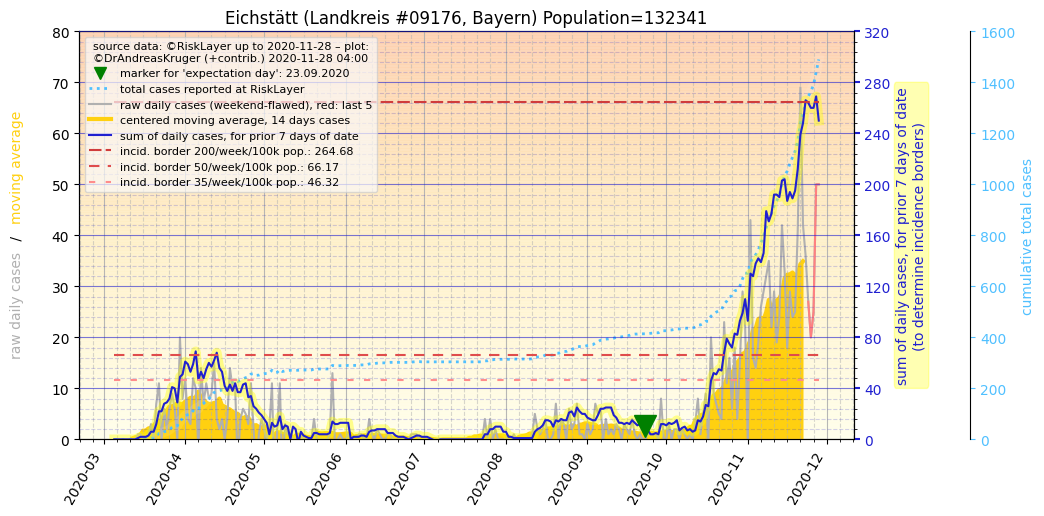 Eichstätt (Landkreis #09176, Bayern) Population=132341
source data: ©RiskLayer up to 2020-11-28 – plot:
©DrAndreasKruger (+contrib.) 2020-11-28 04:00
marker for 'expectation day': 23.09.2020
total cases reported at RiskLayer
raw daily cases (weekend-flawed), red: last 5
centered moving average, 14 days cases
sum of daily cases, for prior 7 days of date
incid. border 200/week/100k pop.: 264.68
incid. border 50/week/100k pop.: 66.17
incid. border 35/week/100k pop.: 46.32
raw daily cases / moving average
80
70
60
50
40
30
20
10
0
320
280
240
200
160
120
80
40
0
sum of daily cases, for prior 7 days of date
(to determine incidence borders)
1600
1400
1200
1000
800
600
400
200
0
cumulative total cases
2020-03
2020-04
2020-05
2020-06
2020-07
2020-08
2020-09
2020-10
2020-11
2020-12